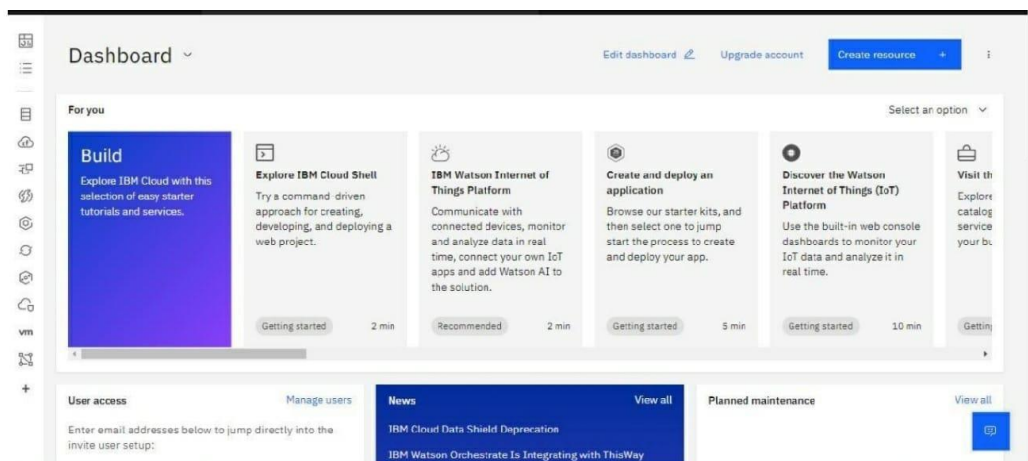 Dashboard
Edit dashboard
Upgrade account
Create resource +
For you
Select an option
Build
Explore IBM Cloud with this
selection of easy starter
tutorials and services.
Explore IBM Cloud Shell
Try a command driven
approach for creating,
developing, and deploying a
web project.
Getting started
2 min
IBM Watson Internet of
Things Platform
Communicate with
connected devices, monitor
and analyze data in real
time, connect your own IoT
apps and add Watson AI to
the solution.
Recommended
2 min
Create and deploy an
application
Browse our starter kits, and
then select one to jump
start the process to create
and deploy your app.
Getting started
5 min
Discover the Watson
Internet of Things (IoT)
Platform
Use the built-in web console
dashboards to monitor your
IoT data and analyze it in
real time.
Getting started
10 min
Visit th
Explore
catalog
service
your bu
Getting
vm
+
User access
Manage users
Enter email addresses below to jump directly into the
invite user setup:
News
View all
IBM Cloud Data Shield Deprecation
IBM Watson Orchestrate Is Integrating with ThisWay
Planned maintenance
View all